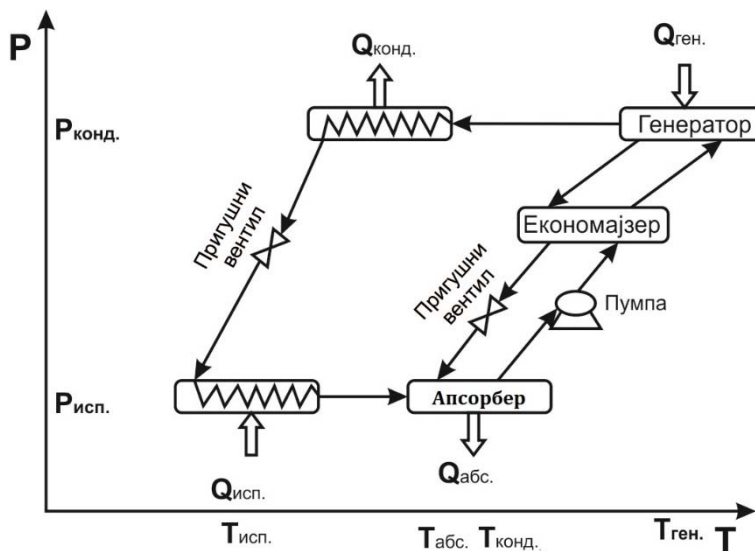 P
Qконд.
Qген.
Pконд.
Генератор
Пригушни
вентил
Економајзер
Пригушни
вентил
Пумпа
Pисп.
Апсорбер
Qисп.
Qабс.
Tисп.
Tабс.
Tконд.
Tген.
T